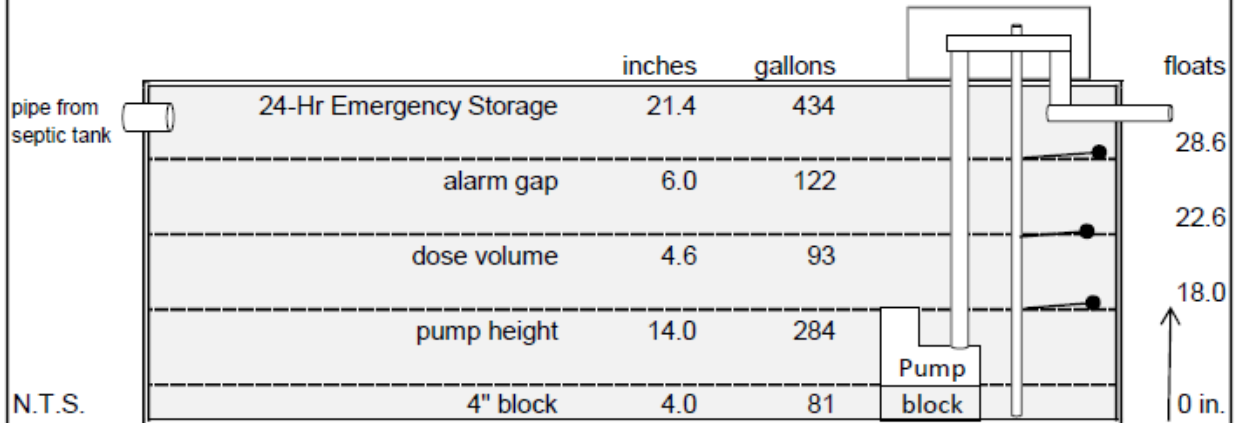 inches gallons floats
pipe from
septic tank
24-Hr Emergency Storage 21.4 434
28.6
alarm gap 6.0 122
22.6
dose volume 4.6 93
18.0
pump height 14.0 284
Pump
N.T.S. 4" block 4.0 81 block 0 in.